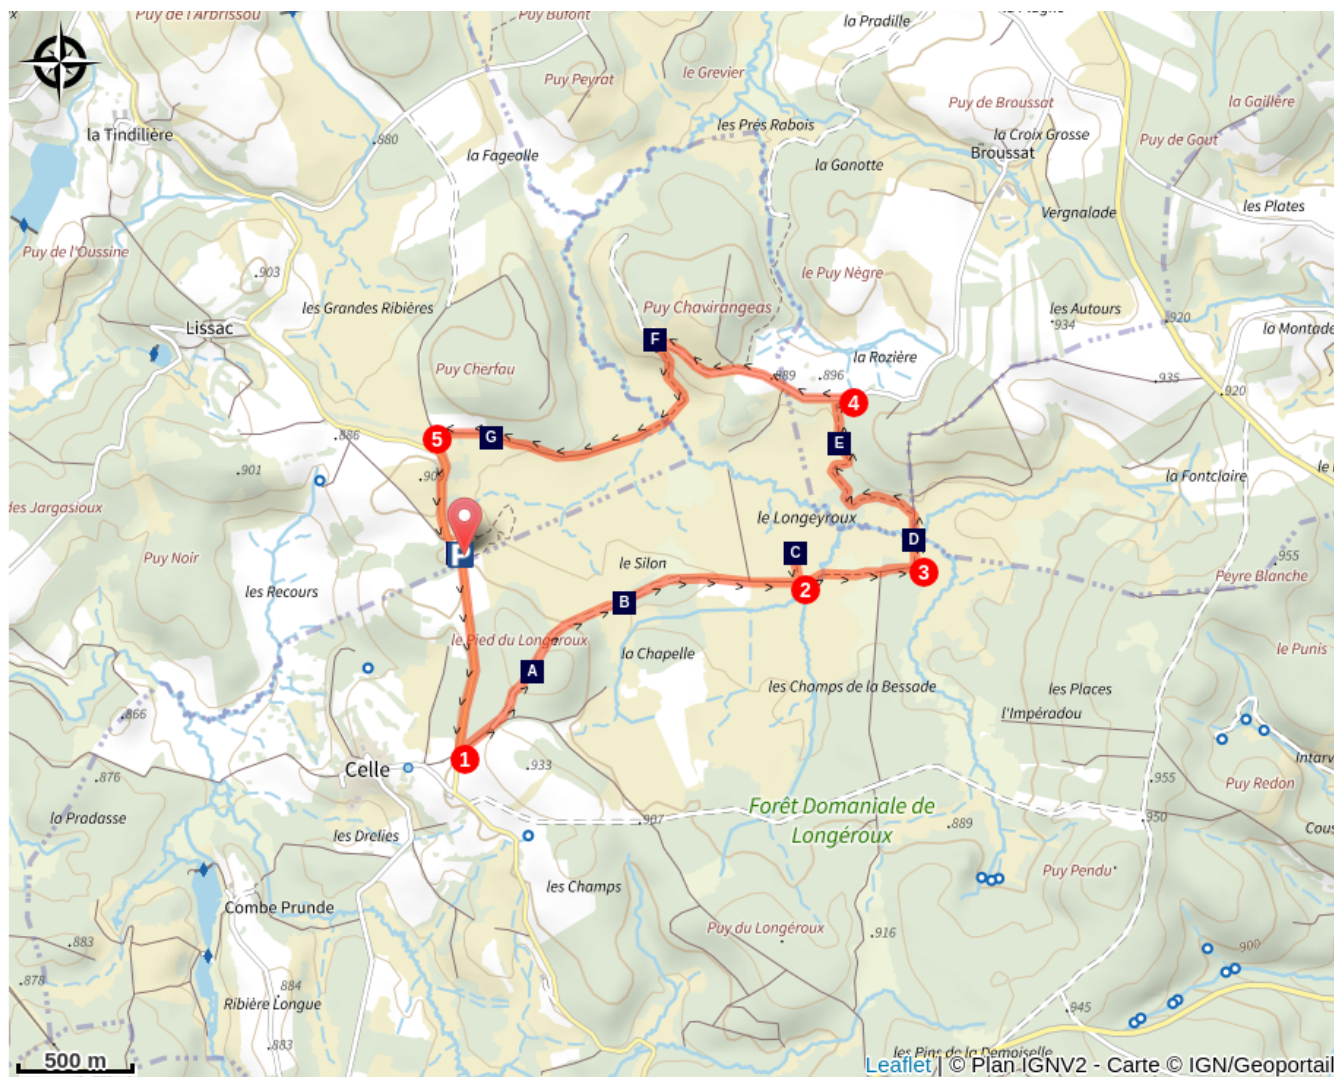 Puy de l'Arbrissou
Puy Bufont
la Pradille
Puy Peyrat
le Grevier
Puy de Broussat
la Gaillère
la Tindilière
.880
la Fageolle
les Prés Rabois
la Croix Grosse
Broussat
Puy de Gout
la Ganotte
Vergnalade
les Plates
Puy de l'Oussine
.903
les Grandes Ribières
le Puy Nègre
Puy Chavirangeas
les Autours
.934
.920
la Montade
Lissac
F
la Rozière
Puy Cherfau
.889
.896
.935
.920
4
5
G
E
.886
.901
la Fontclaire
des Jargasioux
le Longeyroux
Puy Noir
P
C
D
.955
le Silon
3
Peyre Blanche
les Recours
2
B
le Pied du Longeroux
la Chapelle
le Punis
A
les Champs de la Bessade
les Places
.866
l'Impéradou
1
Celle
.933
.876
.955
Puy Redon
Forêt Domaniale de
Longéroux
la Pradasse
les Drelies
.907
.889
.950
Puy Pendu
les Champs
Combe Prunde
Puy du Longéroux
.916
.883
900
.878
.884
Ribière Longue
.945
.883
500 m
les Pins de la Demoiselle
Leaflet | © Plan IGNV2 - Carte © IGN/Geoportail